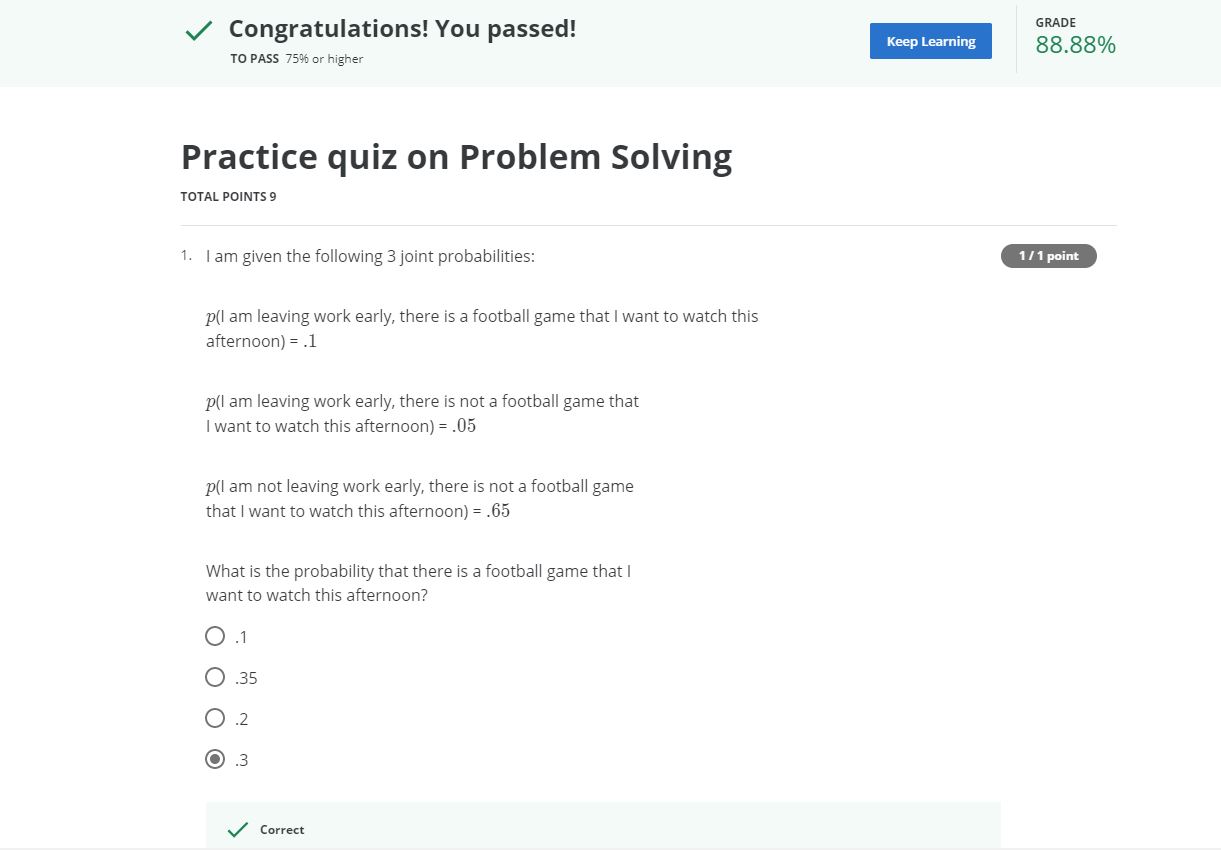 Congratulations! You passed!
TO PASS 75% or higher
Keep Learning
GRADE
88.88%
Practice quiz on Problem Solving
TOTAL POINTS 9
1. I am given the following 3 joint probabilities:
1 / 1 point
p(I am leaving work early, there is a football game that I want to watch this
afternoon) = .1
p(I am leaving work early, there is not a football game that
I want to watch this afternoon) = .05
p(I am not leaving work early, there is not a football game
that I want to watch this afternoon) = .65
What is the probability that there is a football game that I
want to watch this afternoon?
.1
.35
.2
.3
Correct